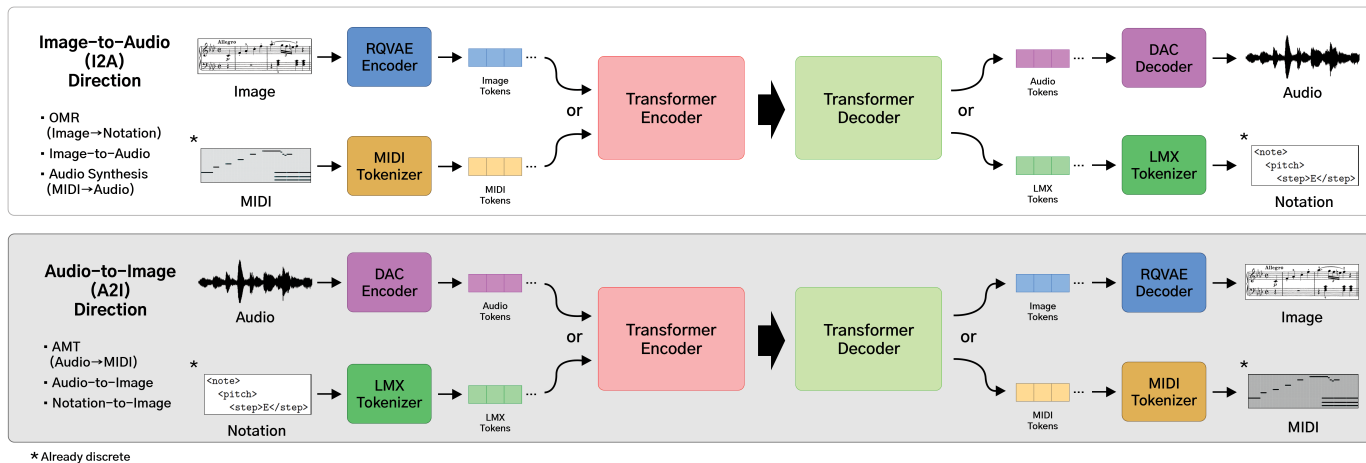 Image-to-Audio
(I2A)
Direction
• OMR
(Image→Notation)
• Image-to-Audio
• Audio Synthesis
(MIDI→Audio)
Allegro
Image
RQVAE
Encoder
...
Image
Tokens
*
MIDI
MIDI
Tokenizer
...
MIDI
Tokens
or
Transformer
Encoder
Transformer
Decoder
or
...
Audio
Tokens
DAC
Decoder
Audio
...
LMX
Tokens
LMX
Tokenizer
*
<note>
<pitch>
<step>E</step>
Notation
Audio-to-Image
(A2I)
Direction
• AMT
(Audio→MIDI)
• Audio-to-Image
• Notation-to-Image
Audio
DAC
Encoder
...
Audio
Tokens
*
<note>
<pitch>
<step>E</step>
Notation
LMX
Tokenizer
...
LMX
Tokens
or
Transformer
Encoder
Transformer
Decoder
or
...
Image
Tokens
RQVAE
Decoder
Allegro
Image
...
MIDI
Tokens
MIDI
Tokenizer
*
MIDI
* Already discrete